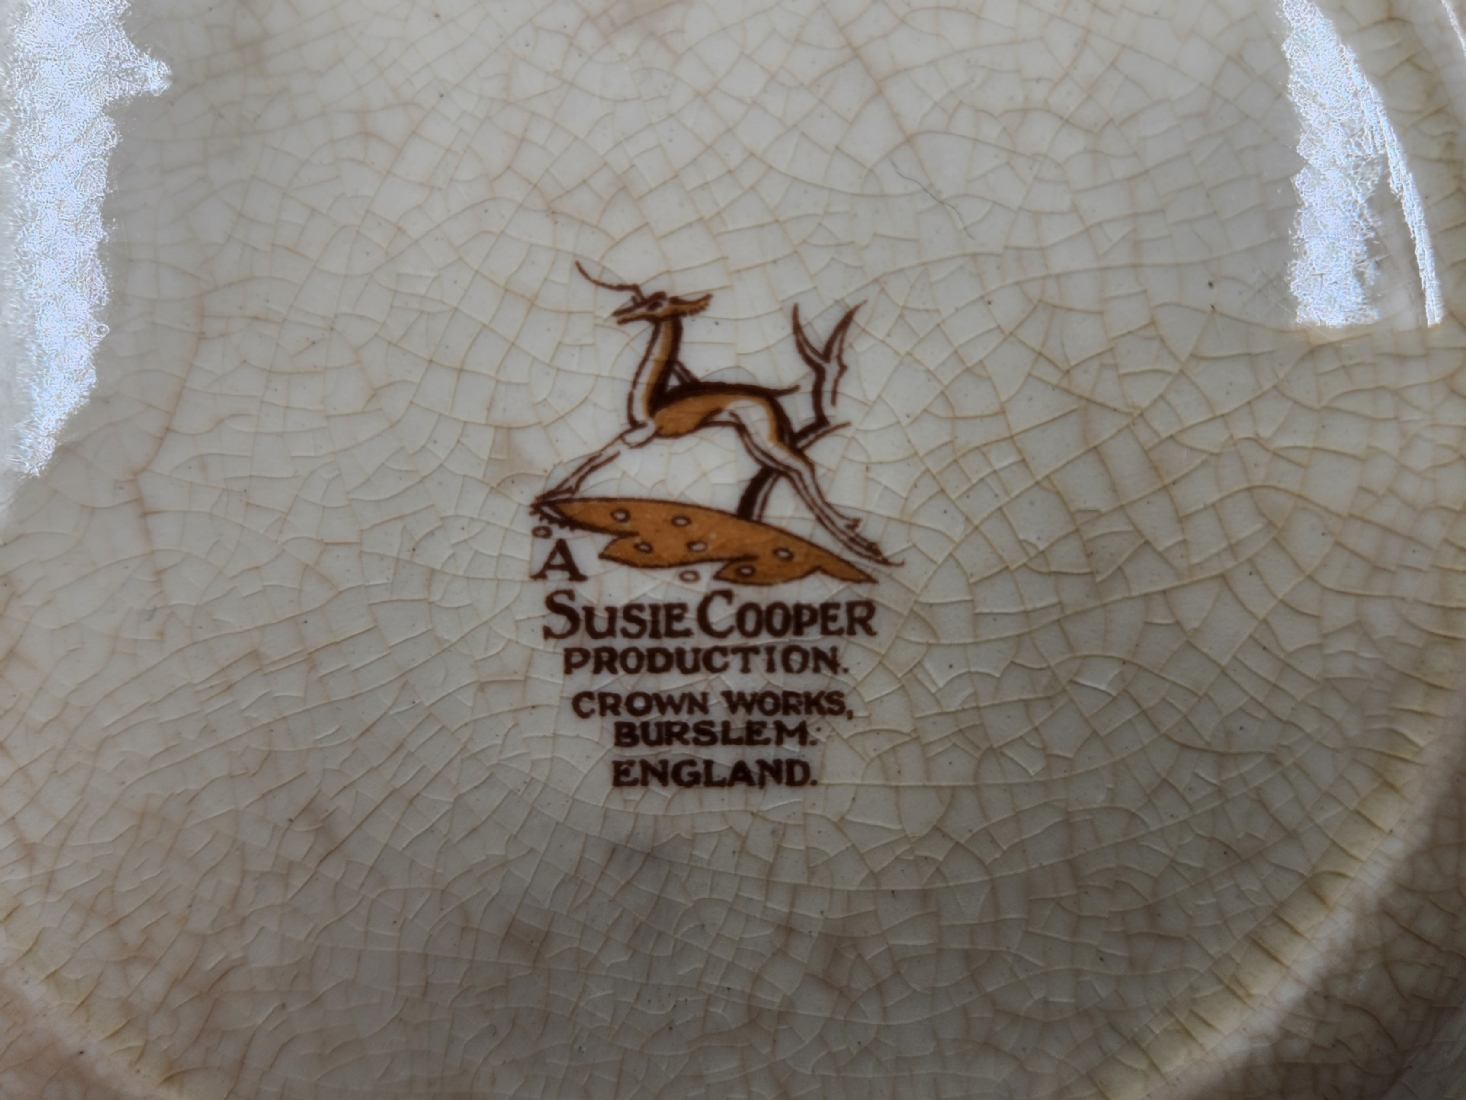 A
SUSIE COOPER
PRODUCTION.
CROWN WORKS,
BURSLEM.
ENGLAND.